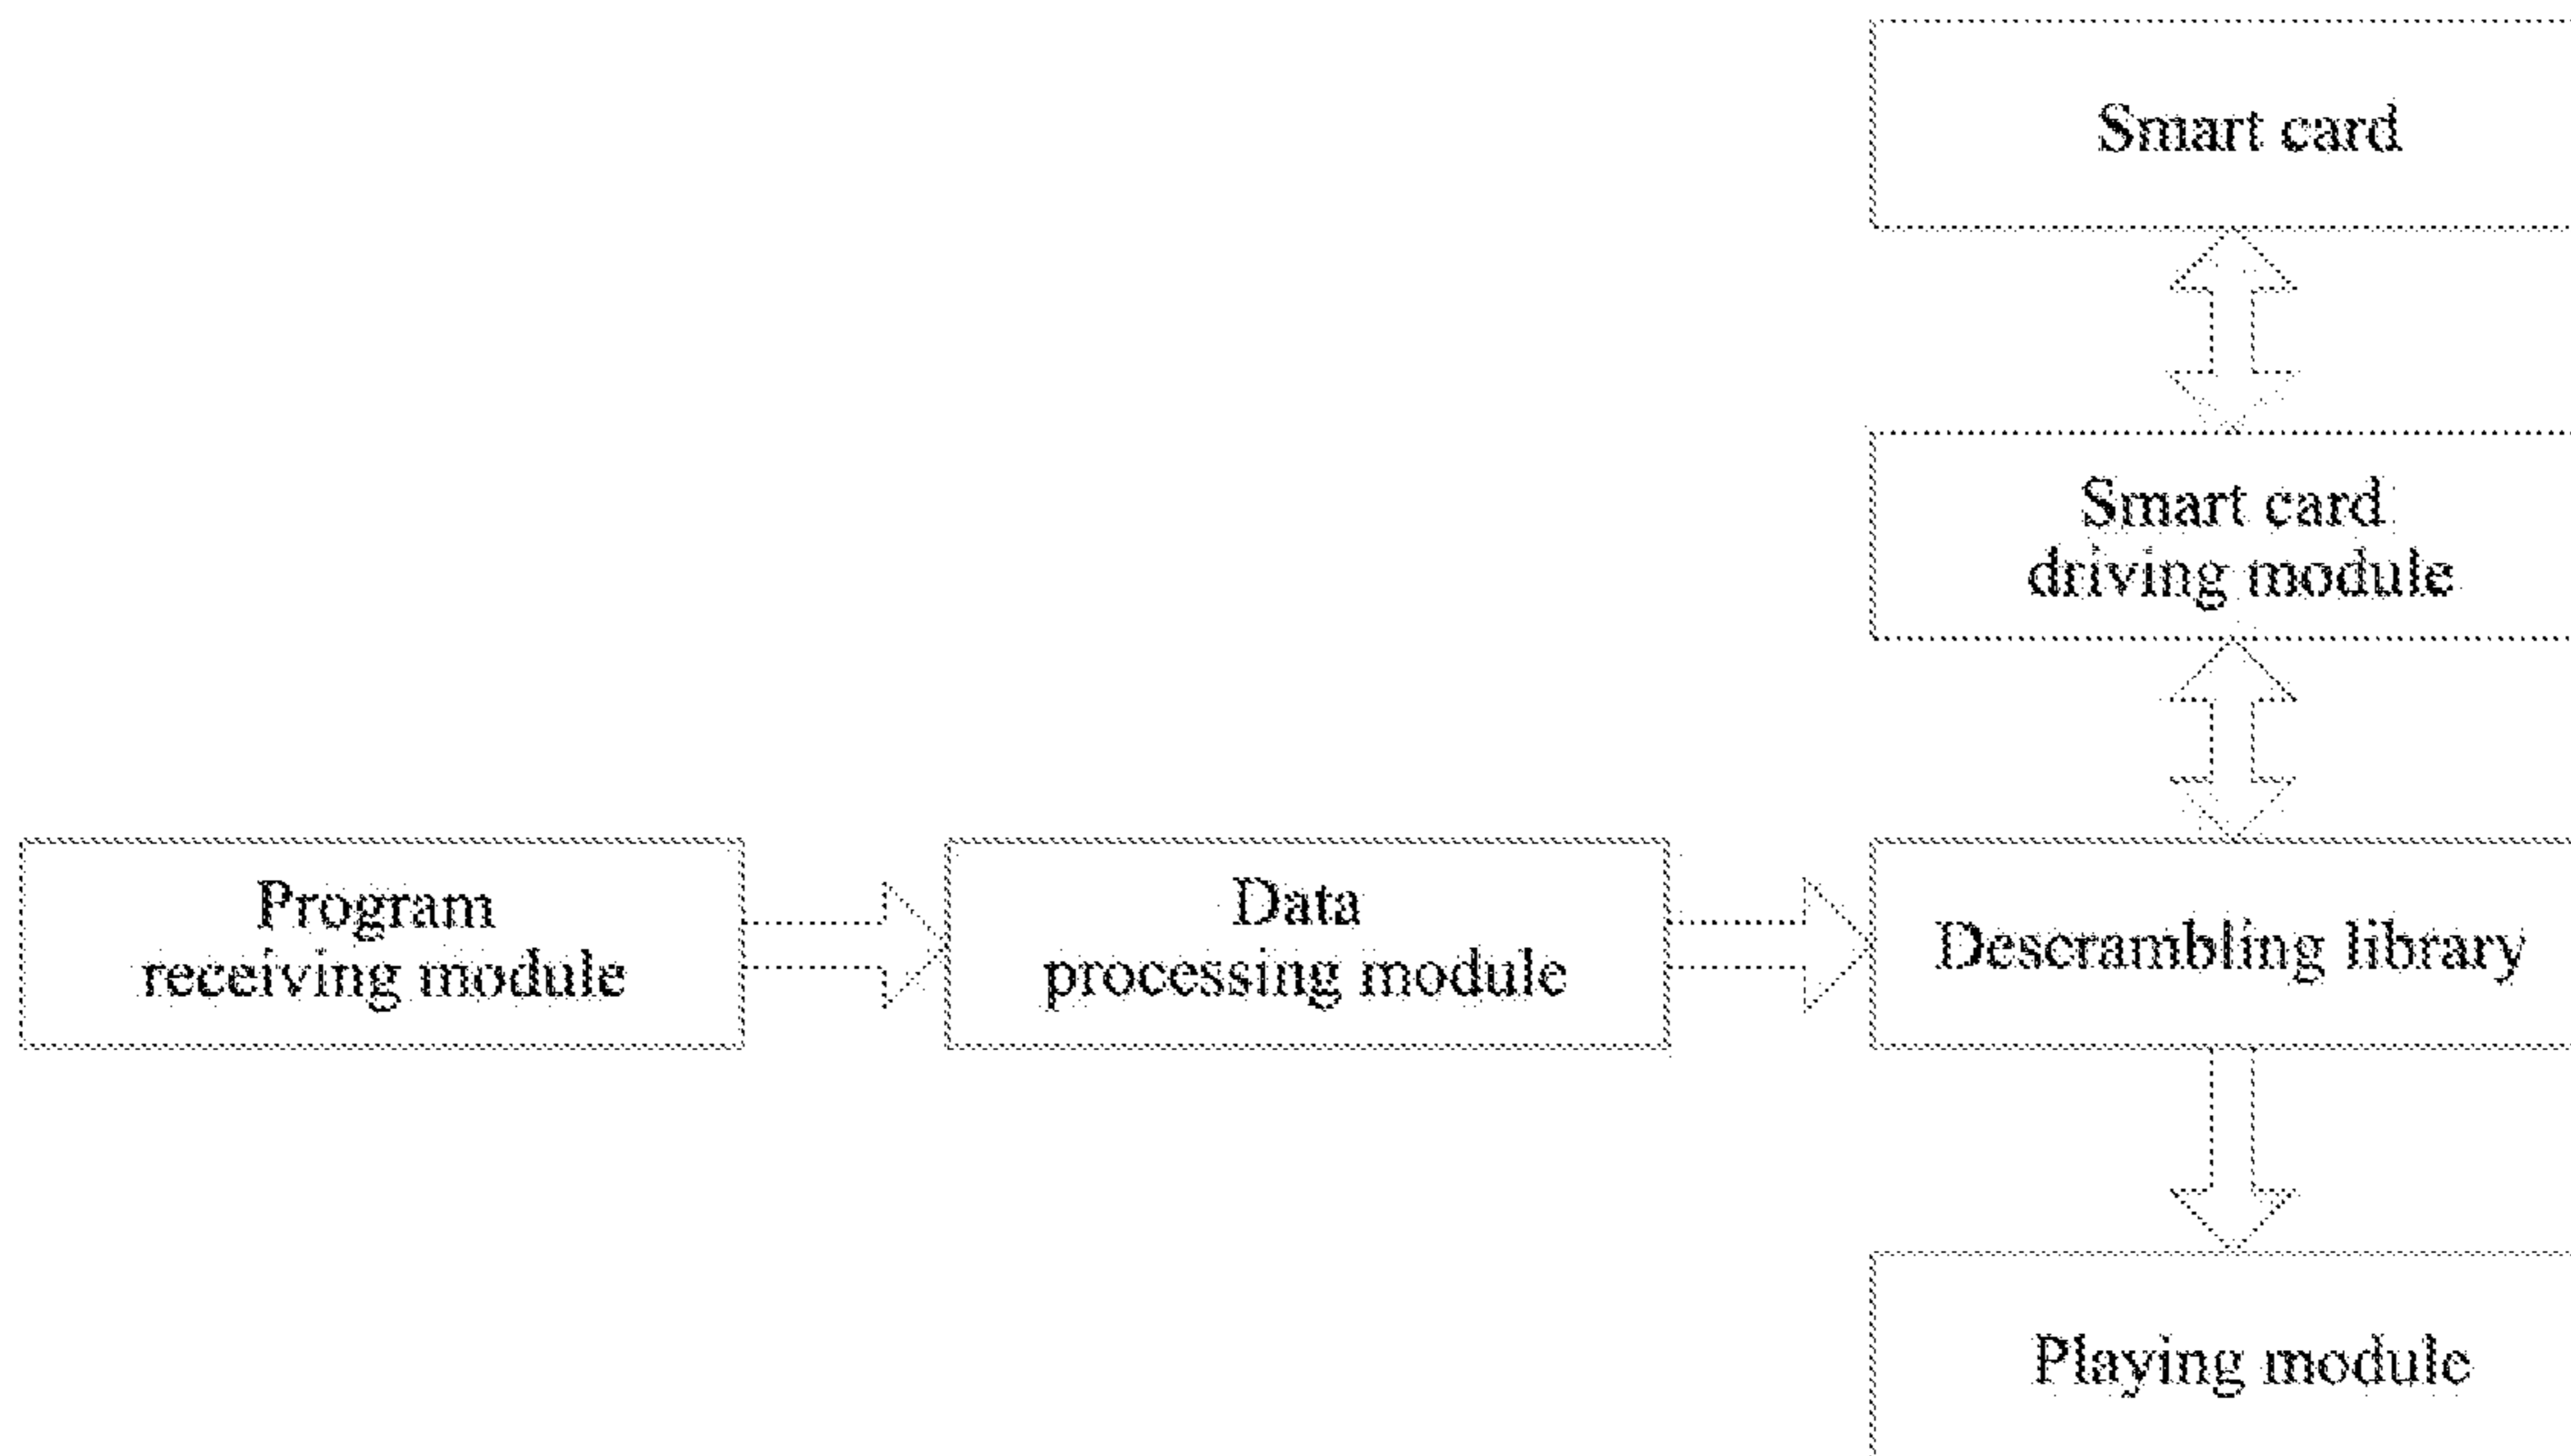 Smart card
Smart card
driving module
Program
receiving module
Data
processing module
Descrambling library
Playing module